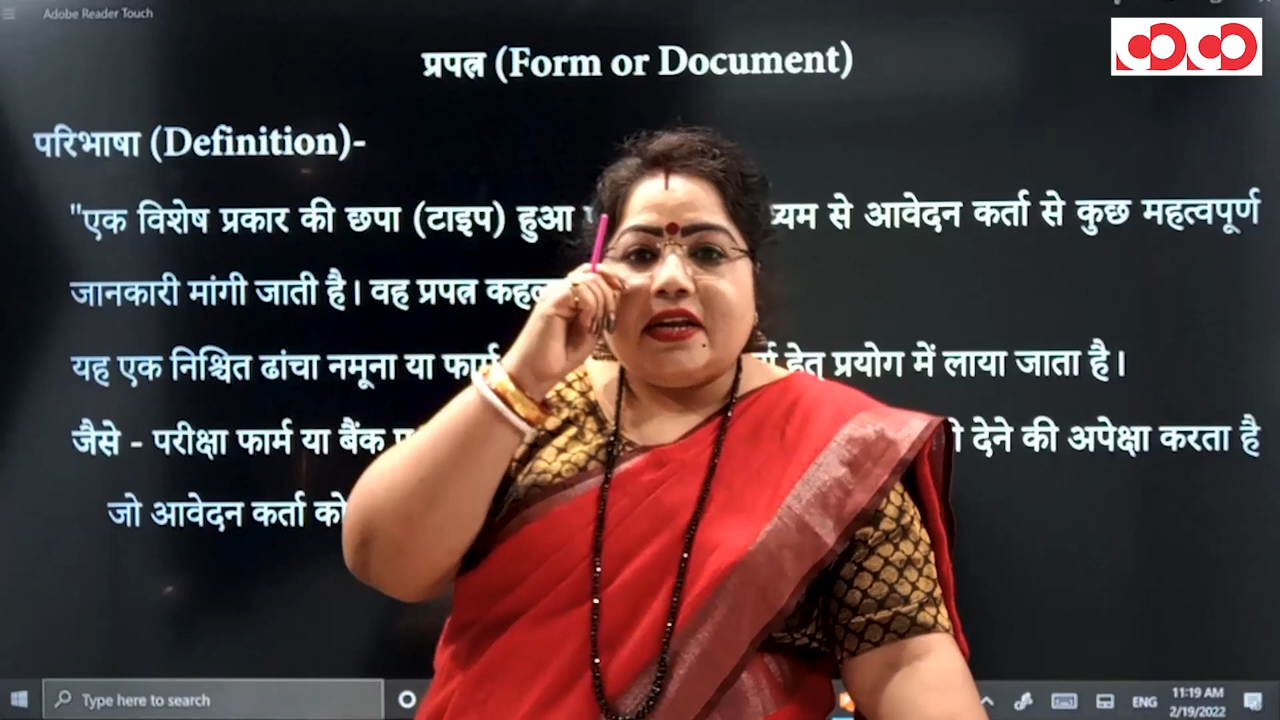 Adobe Reader Touch
प्रपत्र (Form or Document)
परिभाषा (Definition)-
"एक विशेष प्रकार की छपा (टाइप) हुआ से आवेदन कर्ता से कुछ महत्वपूर्ण
जानकारी मांगी जाती है। वह प्रपत्र
यह एक निश्चित ढांचा नमूना या हेतु प्रयोग में लाया जाता है।
जैसे - परीक्षा फार्म या बैंक देने की अपेक्षा करता है
जो आवेदन कर्ता को
Type here to search
ENG
11:19 AM
2/19/2022